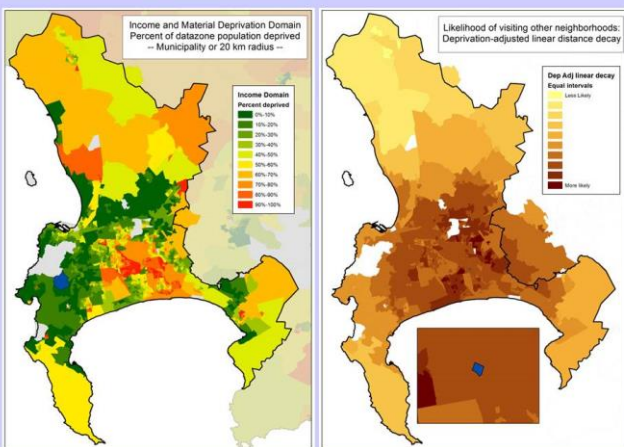 Income and Material Deprivation Domain
Percent of datazone population deprived
-- Municipality or 20 km radius --
Income Domain
Percent deprived
0%-10%
10%-20%
20%-30%
30%-40%
40%-50%
50%-60%
60%-70%
70%-80%
80%-90%
90%-100%
Likelihood of visiting other neighborhoods:
Deprivation-adjusted linear distance decay
Dep Adj linear decay
Equal intervals
Less Likely
More likely